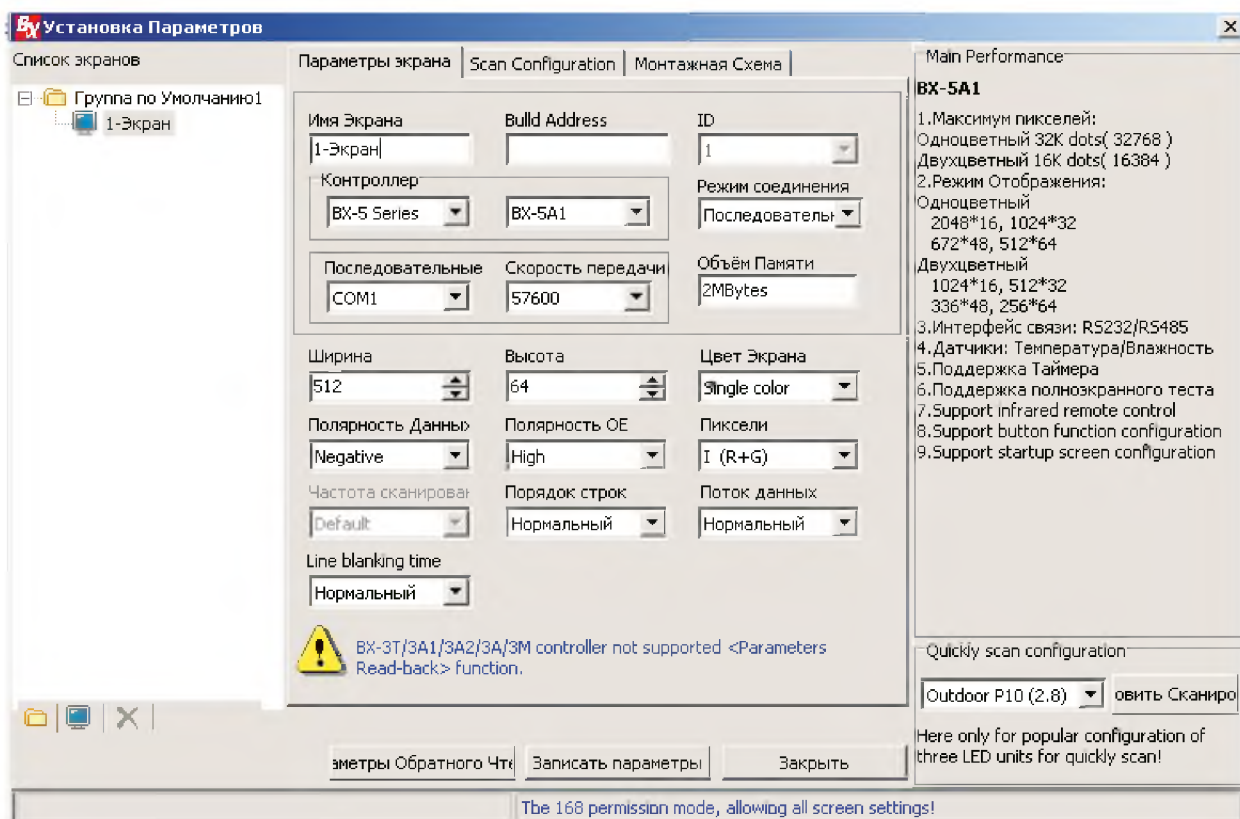 BX Установка Параметров
Список экранов
Группа по Умолчанию1
1-Экран
Параметры экрана
Scan Configuration
Монтажная Схема
Имя Экрана
Bulld Address
ID
1-Экран
1
Контроллер
Режим соединения
BX-5 Series
BX-5A1
Последовательн
Последовательные
Скорость передачи
Объём Памяти
COM1
57600
2MBytes
Ширина
Высота
Цвет Экрана
512
64
Single color
Полярность Данных
Полярность OE
Пиксели
Negative
High
I (R+G)
Частота сканирован
Порядок строк
Поток данных
Default
Нормальный
Нормальный
Line blanking time
Нормальный
BX-3T/3A1/3A2/3A/3M controller not supported <Parameters
Read-back> function.
аметры Обратного Чте
Записать параметры
Закрыть
Main Performance
BX-5A1
1.Максимум пикселей:
Одноцветный 32K dots( 32768 )
Двухцветный 16K dots( 16384 )
2.Режим Отображения:
Одноцветный
2048*16, 1024*32
672*48, 512*64
Двухцветный
1024*16, 512*32
336*48, 256*64
3.Интерфейс связи: RS232/RS485
4.Датчики: Температура/Влажность
5.Поддержка Таймера
6.Поддержка полноэкранного теста
7.Support infrared remote control
8.Support button function configuration
9.Support startup screen configuration
Quickly scan configuration
Outdoor P10 (2.8)
овить Сканиро
Here only for popular configuration of
three LED units for quickly scan!
The 168 permission mode, allowing all screen settings!